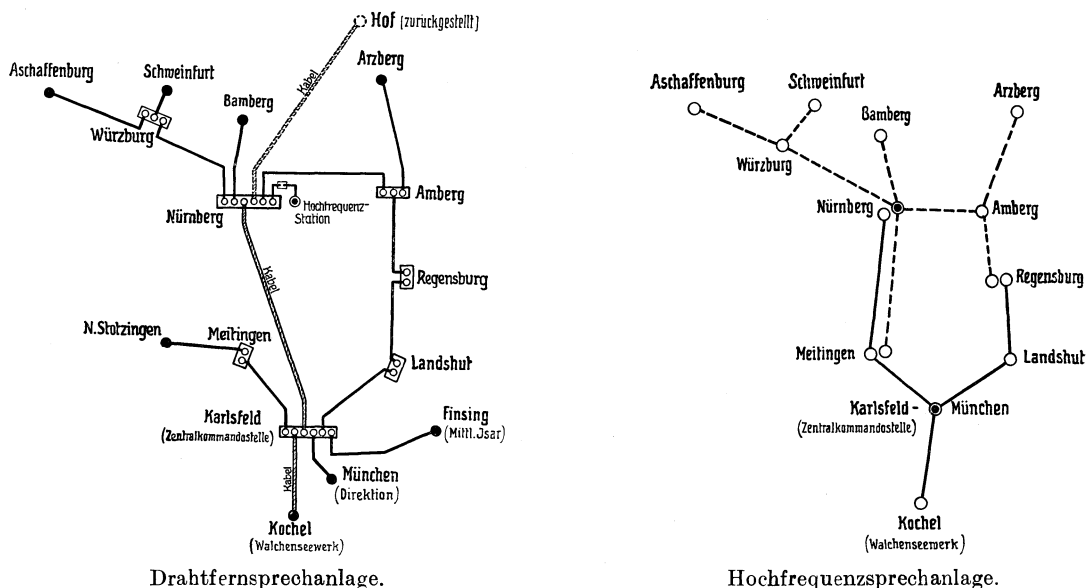 Hof (zurückgestellt)
Kabel
Arzberg
Aschaffenburg
Schweinfurt
Bamberg
Würzburg
Nürnberg
Hochfrequenz-
Station
Amberg
Kabel
Regensburg
N.Stotzingen
Meitingen
Landshut
Karlsfeld
(Zentralkommandostelle)
Finsing
(Mittl. Jsar)
Kabel
München
(Direktion)
Kochel
(Walchenseewerk)
Drahtfernsprechanlage.
Aschaffenburg
Schweinfurt
Arzberg
Bamberg
Würzburg
Nürnberg
Amberg
Regensburg
Meitingen
Landshut
Karlsfeld - München
(Zentralkommandostelle)
Kochel
(Walchenseewerk)
Hochfrequenzsprechanlage.